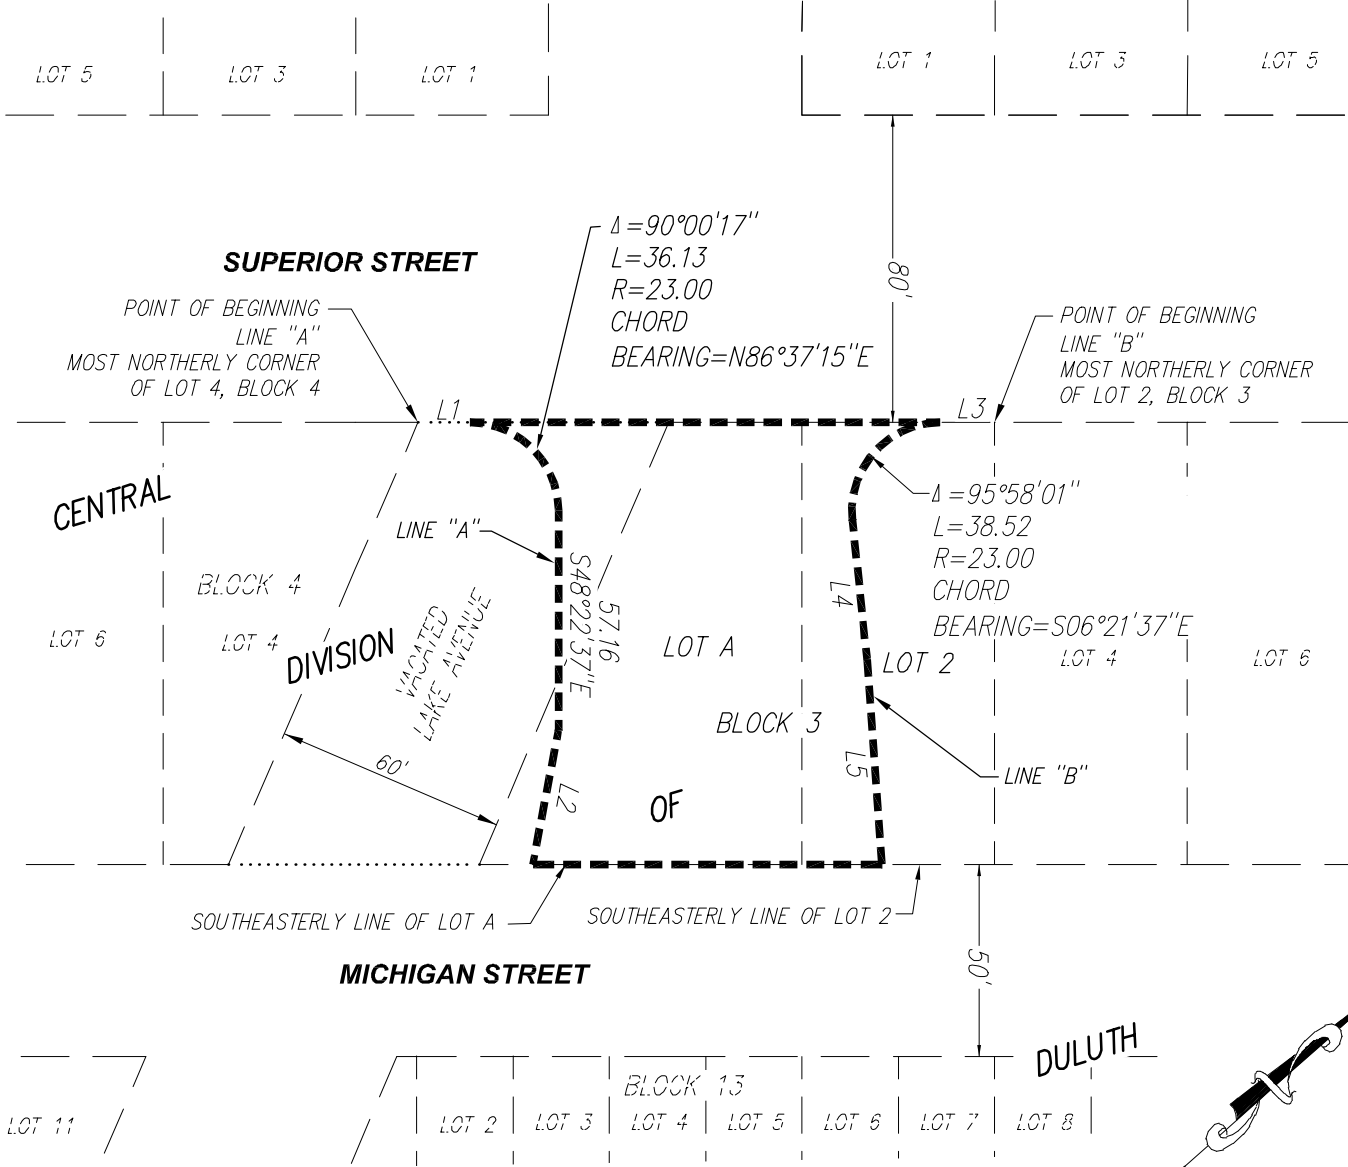 LOT 5
LOT 3
LOT 1
LOT 1
LOT 3
LOT 5
Δ=90°00'17"
L=36.13
R=23.00
CHORD
BEARING=N86°37'15"E
SUPERIOR STREET
80'
POINT OF BEGINNING
LINE "A"
MOST NORTHERLY CORNER
OF LOT 4, BLOCK 4
POINT OF BEGINNING
LINE "B"
MOST NORTHERLY CORNER
OF LOT 2, BLOCK 3
L1
L3
CENTRAL
LINE "A"
Δ=95°58'01"
L=38.52
R=23.00
CHORD
BEARING=S06°21'37"E
BLOCK 4
LOT 6
LOT 4
DIVISION
VACATED
LAKE AVENUE
57.16
S48°22'37"E
L4
LOT A
LOT 2
LOT 4
LOT 6
BLOCK 3
60'
L2
L5
LINE "B"
OF
SOUTHEASTERLY LINE OF LOT A
SOUTHEASTERLY LINE OF LOT 2
MICHIGAN STREET
50'
DULUTH
BLOCK 13
LOT 11
LOT 2
LOT 3
LOT 4
LOT 5
LOT 6
LOT 7
LOT 8
N